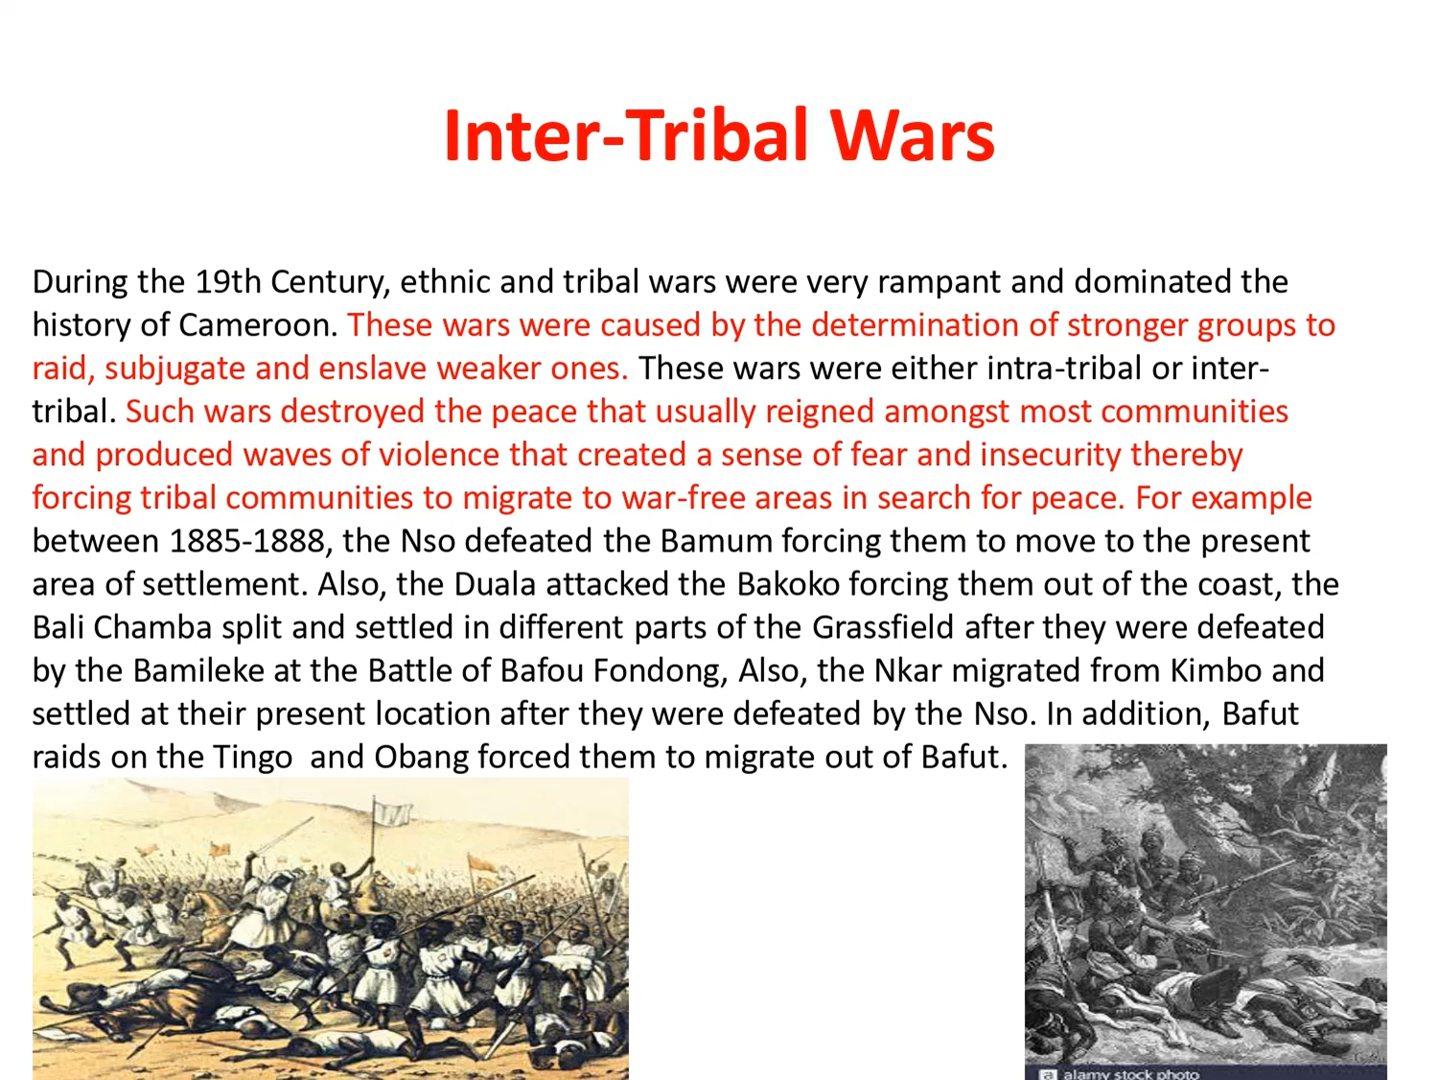 Inter-Tribal Wars
During the 19th Century, ethnic and tribal wars were very rampant and dominated the
history of Cameroon. These wars were caused by the determination of stronger groups to
raid, subjugate and enslave weaker ones. These wars were either intra-tribal or inter-
tribal. Such wars destroyed the peace that usually reigned amongst most communities
and produced waves of violence that created a sense of fear and insecurity thereby
forcing tribal communities to migrate to war-free areas in search for peace. For example
between 1885-1888, the Nso defeated the Bamum forcing them to move to the present
area of settlement. Also, the Duala attacked the Bakoko forcing them out of the coast, the
Bali Chamba split and settled in different parts of the Grassfield after they were defeated
by the Bamileke at the Battle of Bafou Fondong, Also, the Nkar migrated from Kimbo and
settled at their present location after they were defeated by the Nso. In addition, Bafut
raids on the Tingo  and Obang forced them to migrate out of Bafut.
a alamy stock photo